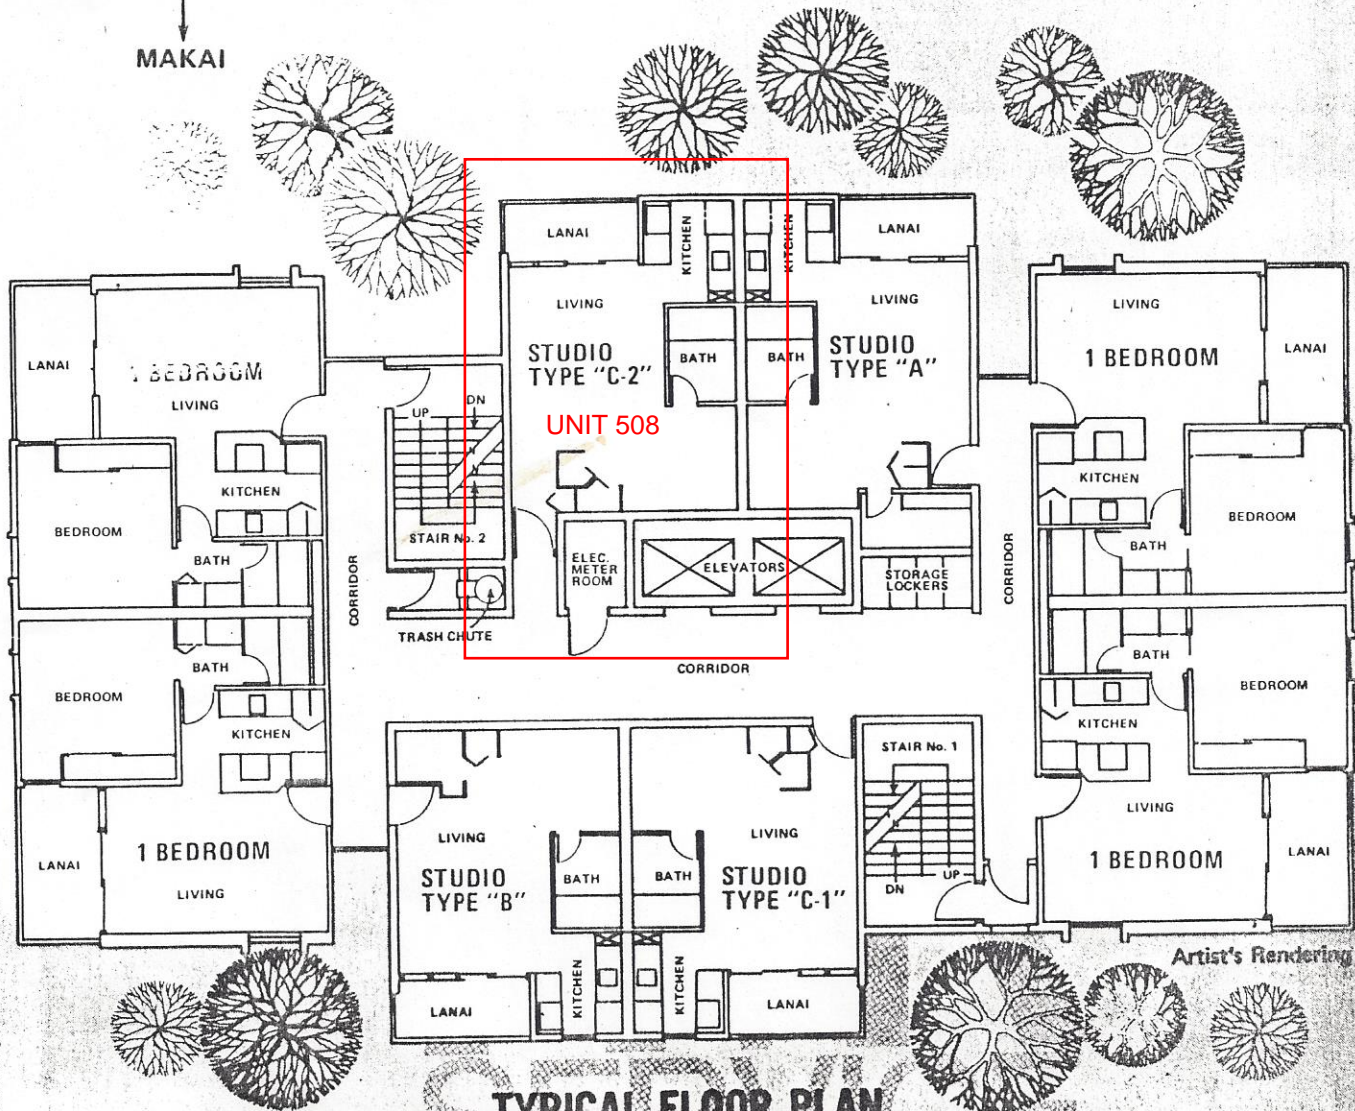 MAKAI
LANAI
KITCHEN
KITCHEN
LANAI
LIVING
LIVING
STUDIO
TYPE "C-2"
BATH
BATH
STUDIO
TYPE "A"
UNIT 508
LANAI
1 BEDROOM
LIVING
LIVING
1 BEDROOM
LANAI
UP
DN
KITCHEN
BEDROOM
BATH
CORRIDOR
STAIR No. 2
ELEC.
METER
ROOM
ELEVATORS
STORAGE
LOCKERS
CORRIDOR
KITCHEN
BEDROOM
BATH
TRASH CHUTE
CORRIDOR
BATH
BEDROOM
KITCHEN
BATH
BEDROOM
KITCHEN
STAIR No. 1
LANAI
1 BEDROOM
LIVING
LIVING
STUDIO
TYPE "B"
BATH
BATH
LIVING
STUDIO
TYPE "C-1"
DN
UP
LIVING
1 BEDROOM
LANAI
LANAI
KITCHEN
KITCHEN
LANAI
Artist's Rendering
TYPICAL FLOOR PLAN